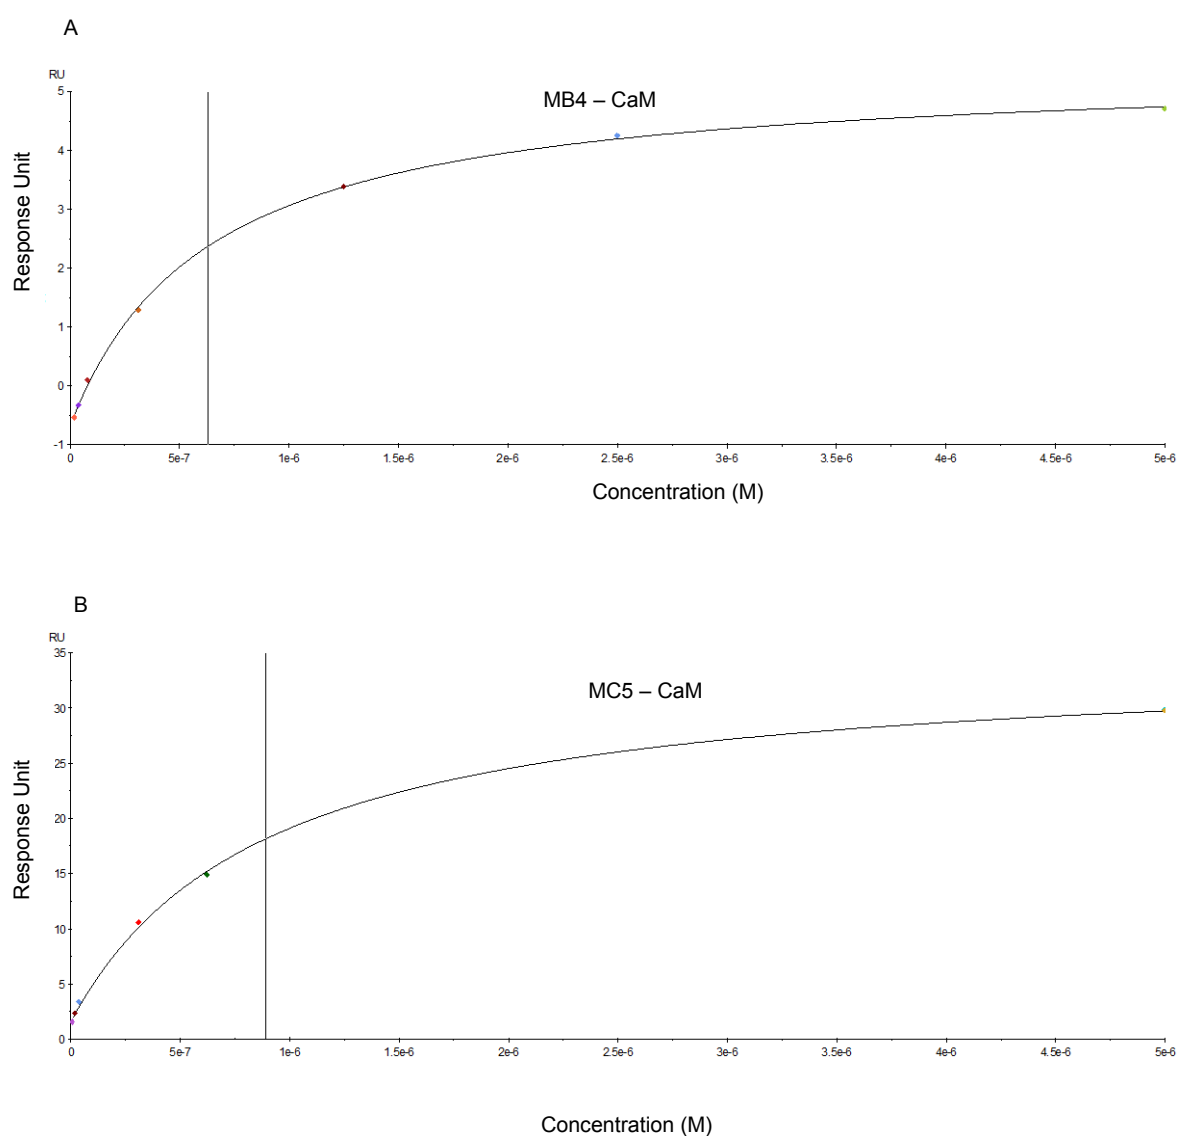 A
RU
MB4 – CaM
Response Unit
5
4
3
2
1
0
-1
0 5e-7 1e-6 1.5e-6 2e-6 2.5e-6 3e-6 3.5e-6 4e-6 4.5e-6 5e-6
Concentration (M)
B
RU
MC5 – CaM
Response Unit
35
30
25
20
15
10
5
0
0 5e-7 1e-6 1.5e-6 2e-6 2.5e-6 3e-6 3.5e-6 4e-6 4.5e-6 5e-6
Concentration (M)